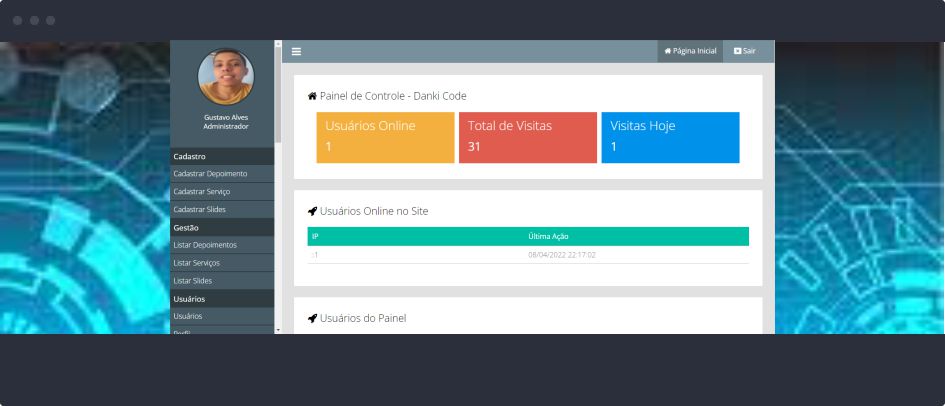 Gustavo Alves
Administrador
Cadastro
Cadastrar Depoimento
Cadastrar Serviço
Cadastrar Slides
Gestão
Listar Depoimentos
Listar Serviços
Listar Slides
Usuários
Usuários
Perfil
Página Inicial
Sair
Painel de Controle - Danki Code
Usuários Online
1
Total de Visitas
31
Visitas Hoje
1
Usuários Online no Site
IP Última Ação
::1 08/04/2022 22:17:02
Usuários do Painel